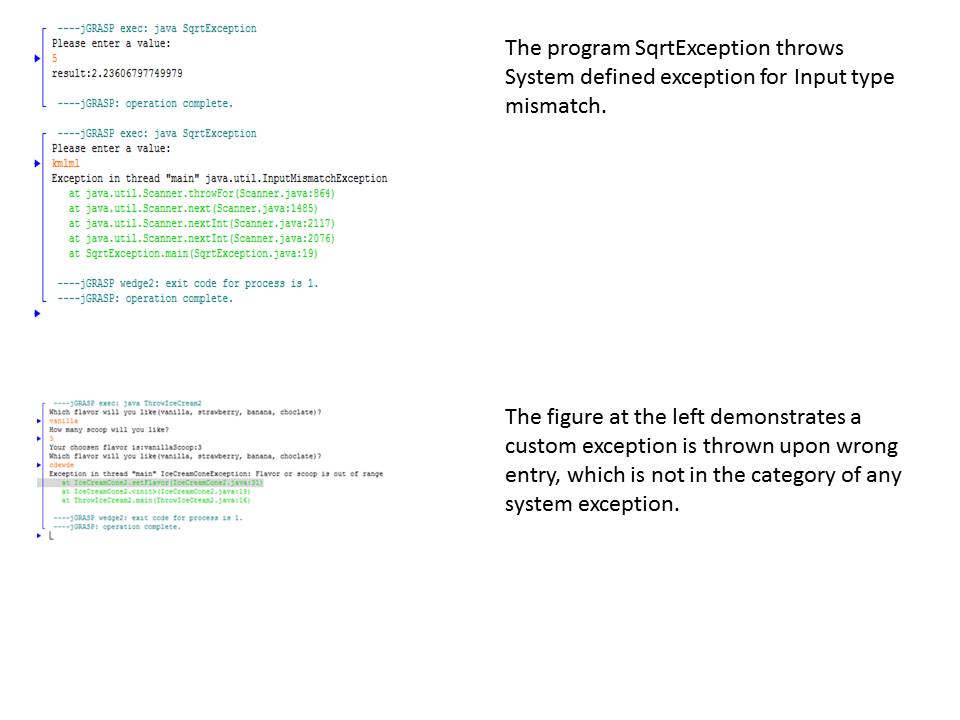 ----jGRASP exec: java SqrtException
Please enter a value:
5
result:2.23606797749979
----jGRASP: operation complete.
----jGRASP exec: java SqrtException
Please enter a value:
kmlml
Exception in thread "main" java.util.InputMismatchException
at java.util.Scanner.throwFor(Scanner.java:864)
at java.util.Scanner.next(Scanner.java:1485)
at java.util.Scanner.nextInt(Scanner.java:2117)
at java.util.Scanner.nextInt(Scanner.java:2076)
at SqrtException.main(SqrtException.java:19)
----jGRASP wedge2: exit code for process is 1.
----jGRASP: operation complete.
The program SqrtException throws
System defined exception for Input type
mismatch.
----jGRASP exec: java ThrowIceCream2
Which flavor will you like(vanilla, strawberry, banana, choclate)?
vanilla
How many scoop will you like?
3
Your choosen flavor is:vanillaScoop:3
Which flavor will you like(vanilla, strawberry, banana, choclate)?
cdewde
Exception in thread "main" IceCreamConeException: Flavor or scoop is out of range
at IceCreamCone2.setFlavor(IceCreamCone2.java:31)
at IceCreamCone2.<init>(IceCreamCone2.java:19)
at ThrowIceCream2.main(ThrowIceCream2.java:16)
----jGRASP wedge2: exit code for process is 1.
----jGRASP: operation complete.
The figure at the left demonstrates a
custom exception is thrown upon wrong
entry, which is not in the category of any
system exception.